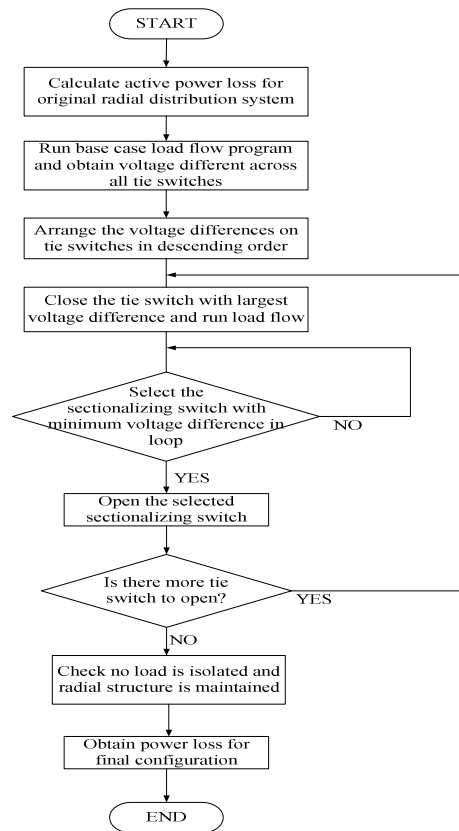 START
Calculate active power loss for
original radial distribution system
Run base case load flow program
and obtain voltage different across
all tie switches
Arrange the voltage differences on
tie switches in descending order
Close the tie switch with largest
voltage difference and run load flow
Select the
sectionalizing switch with
minimum voltage difference in
loop
NO
YES
Open the selected
sectionalizing switch
Is there more tie
switch to open?
YES
NO
Check no load is isolated and
radial structure is maintained
Obtain power loss for
final configuration
END